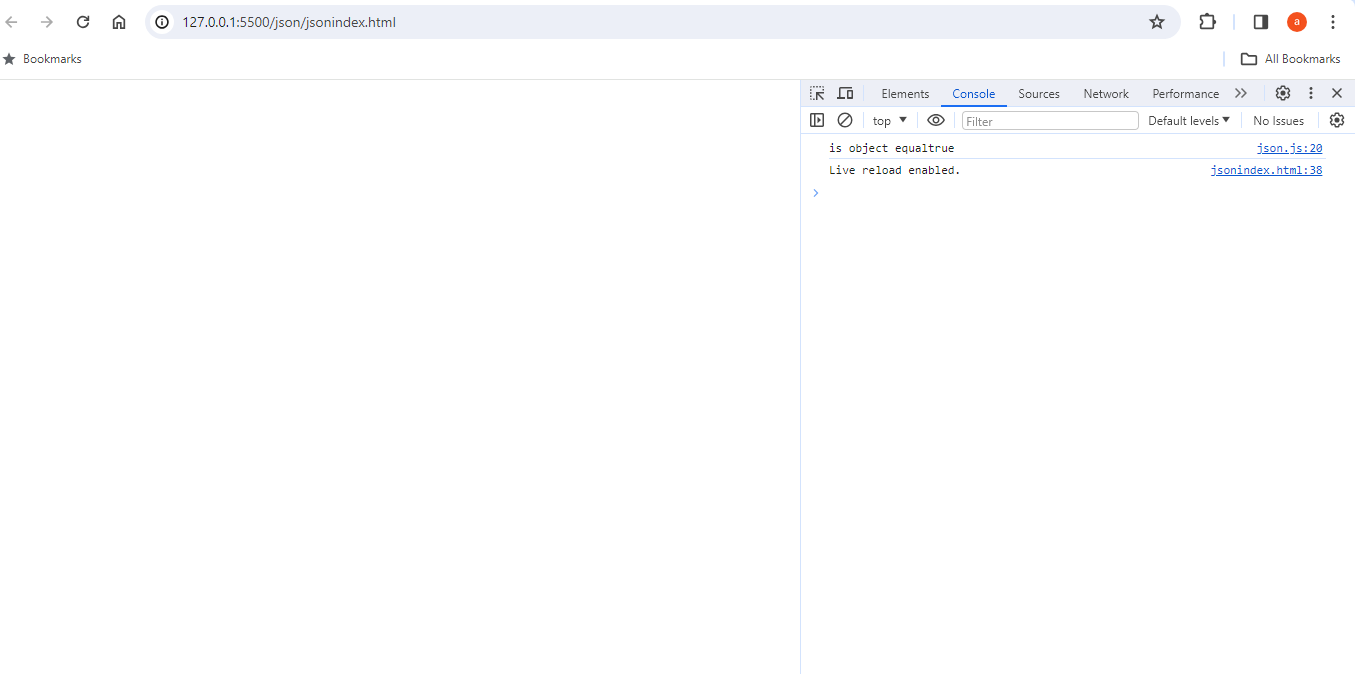 127.0.0.1:5500/json/jsonindex.html
a
Bookmarks
All Bookmarks
Elements Console Sources Network Performance
top Filter Default levels No Issues
is object equaltrue json.js:20
Live reload enabled. jsonindex.html:38